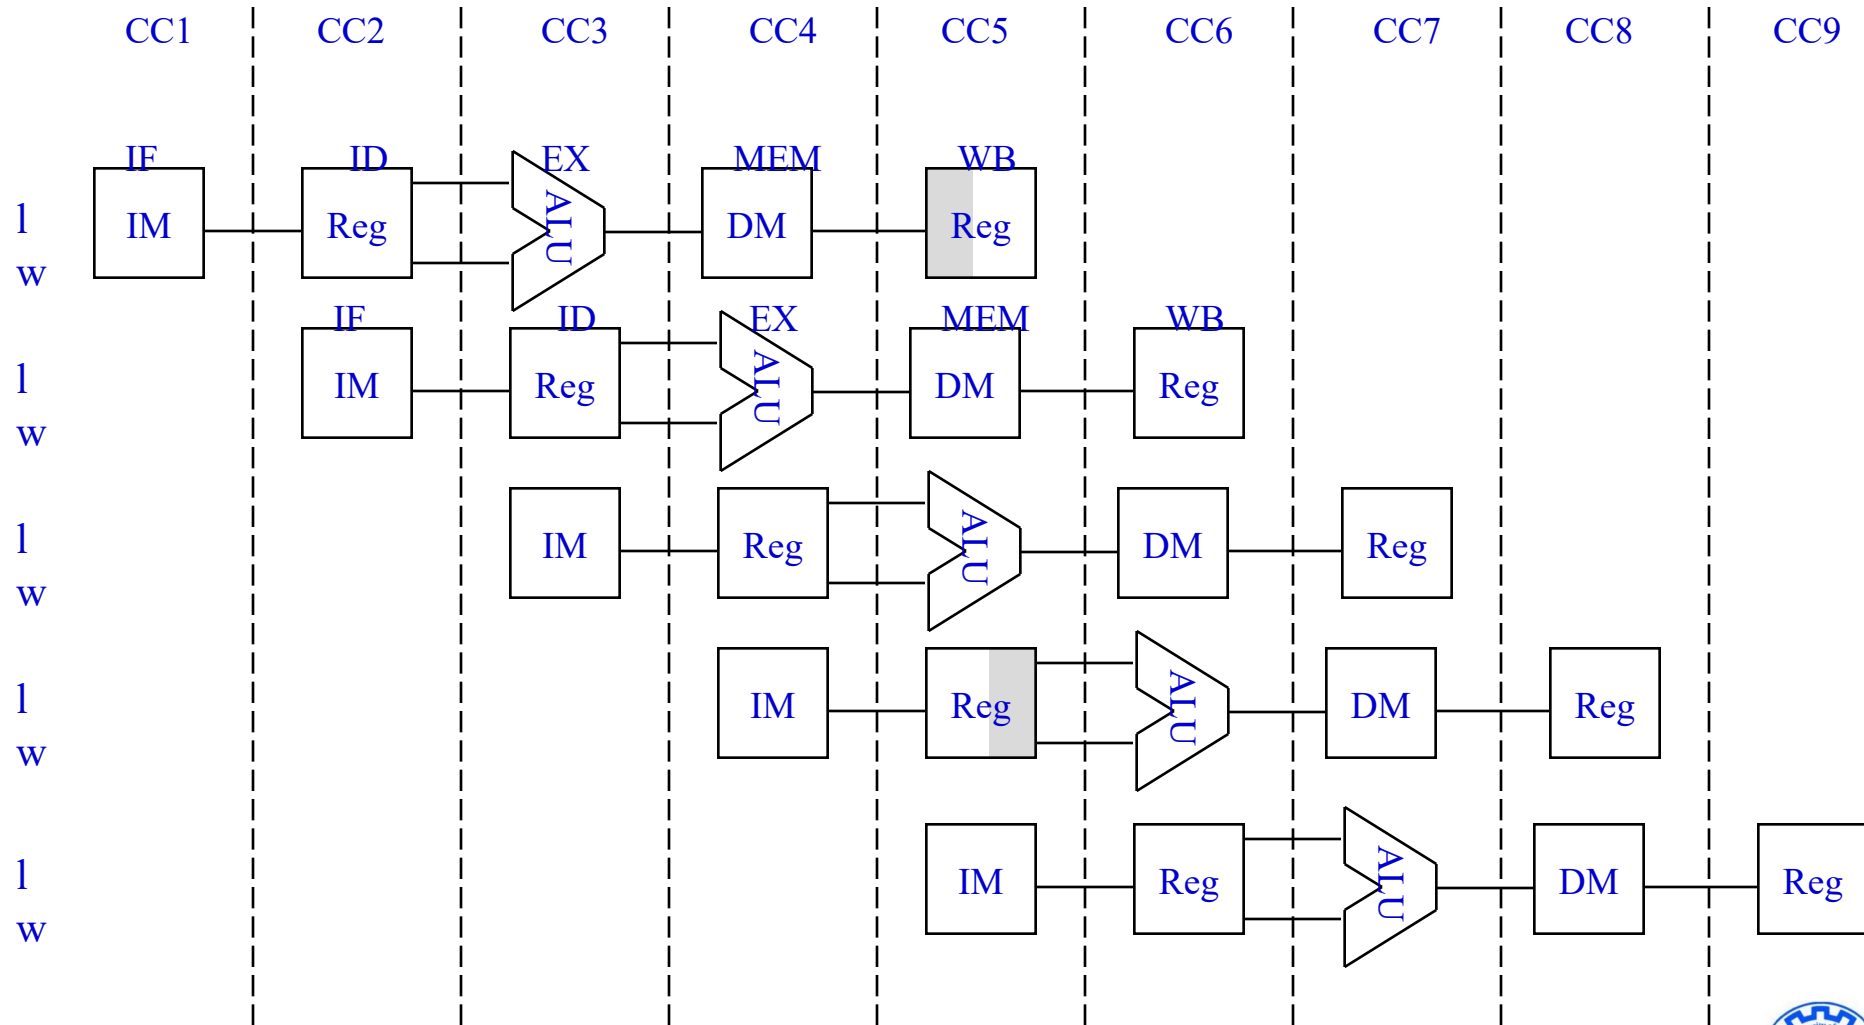 CC1 CC2 CC3 CC4 CC5 CC6 CC7 CC8 CC9
IF ID EX MEM WB
l
w
IM Reg ALU DM Reg
IF ID EX MEM WB
l
w
IM Reg ALU DM Reg
l
w
IM Reg ALU DM Reg
l
w
IM Reg ALU DM Reg
l
w
IM Reg ALU DM Reg